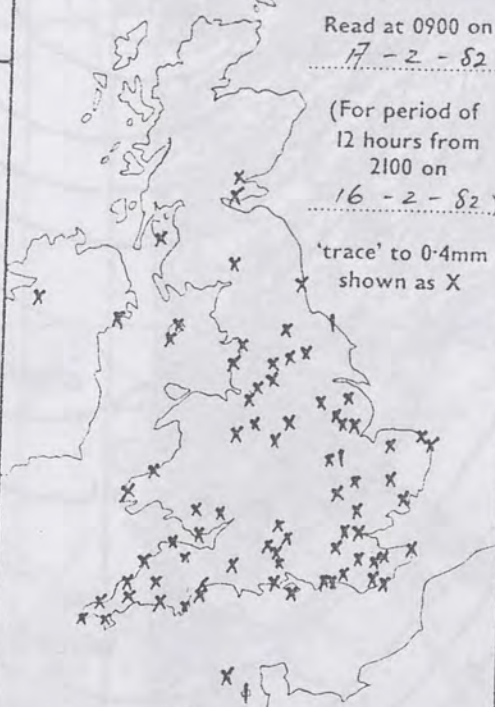 Read at 0900 on
17 - 2 - 82
(For period of
12 hours from
2100 on
16 - 2 - 82
'trace' to 0·4mm
shown as X